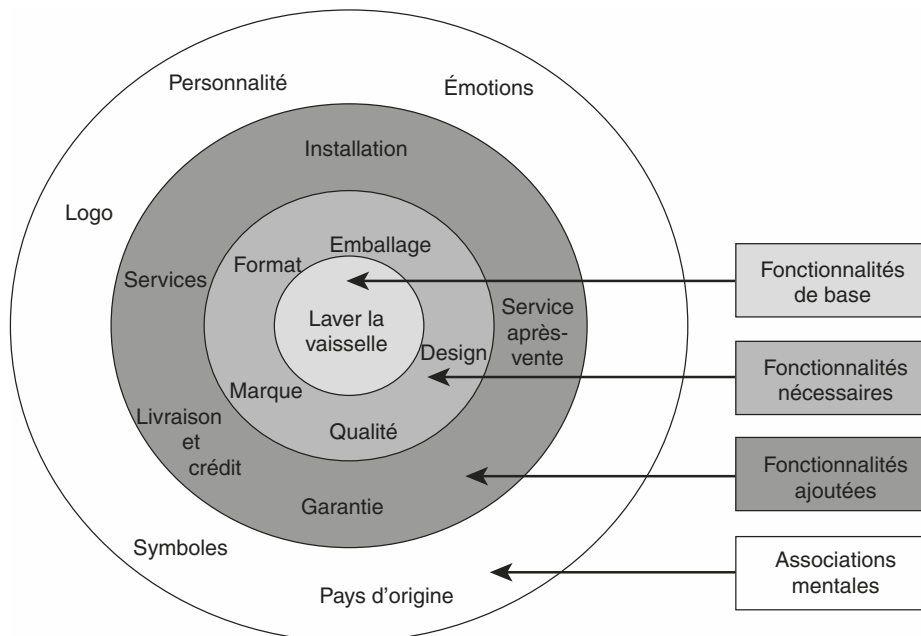 Personnalité
Émotions
Installation
Logo
Emballage
Format
Services
Laver la
vaisselle
Service
après-
vente
Design
Marque
Qualité
Livraison
et
crédit
Garantie
Symboles
Pays d'origine
Fonctionnalités
de base
Fonctionnalités
nécessaires
Fonctionnalités
ajoutées
Associations
mentales